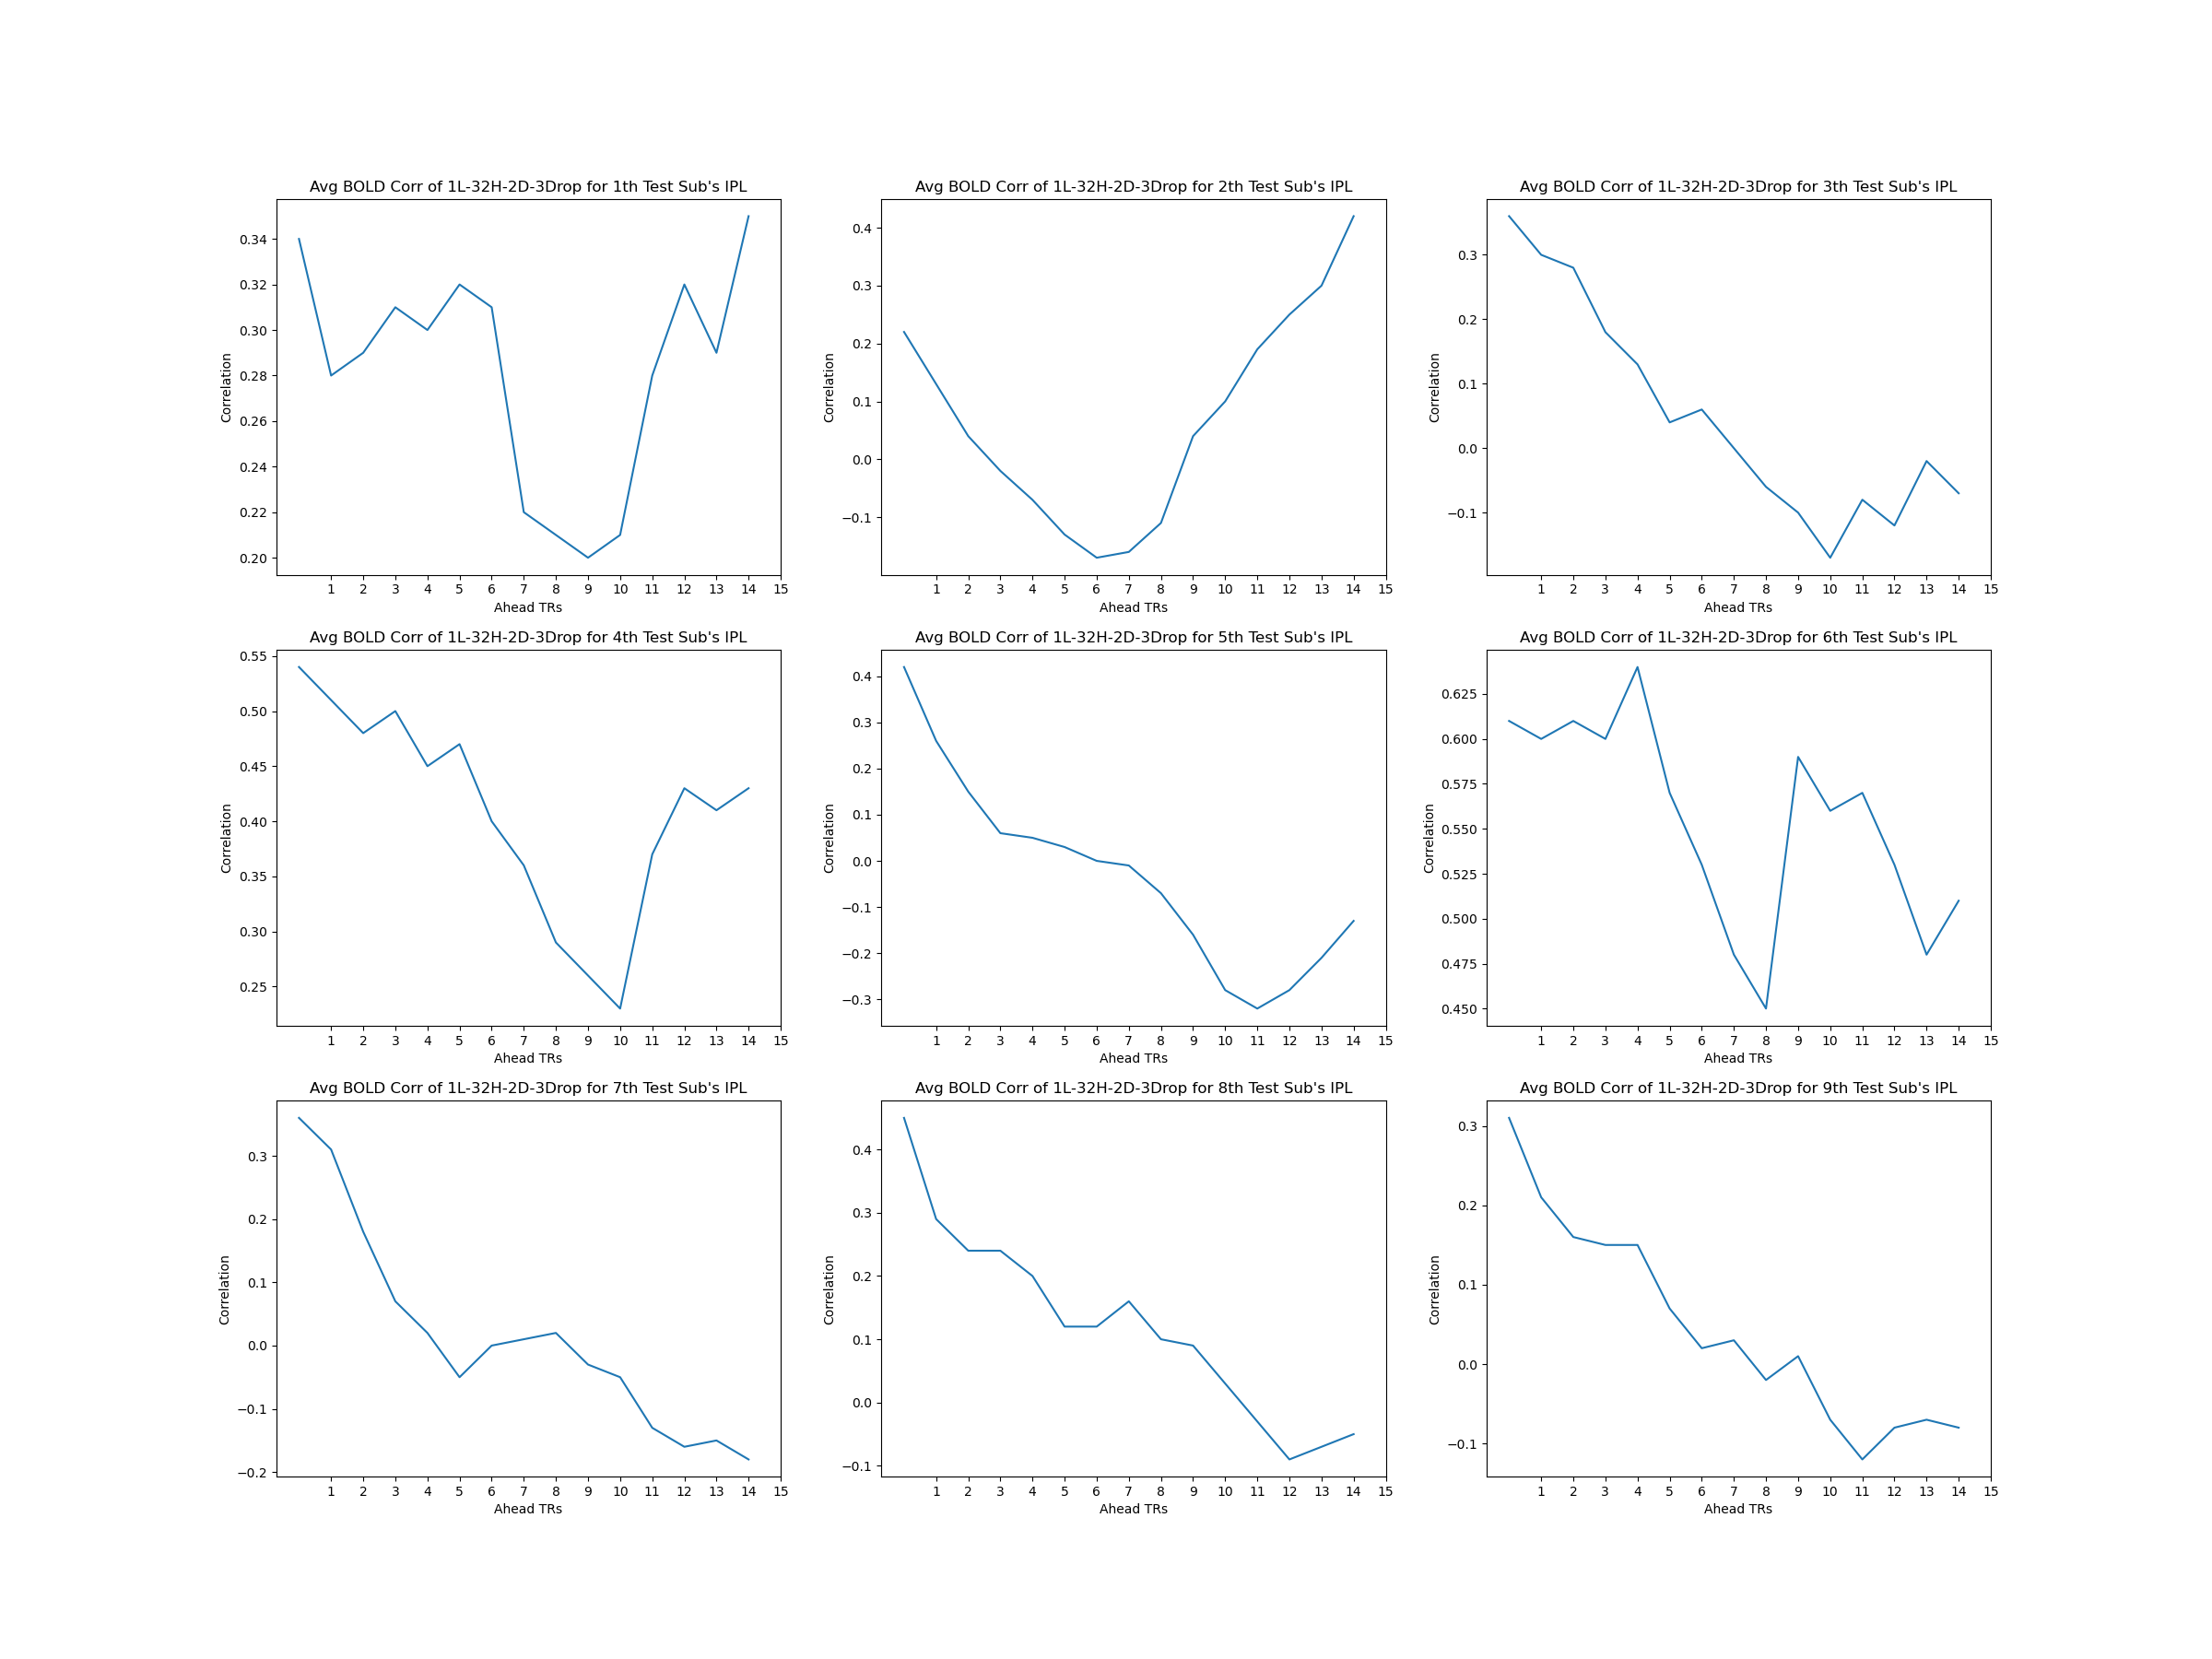 Avg BOLD Corr of 1L-32H-2D-3Drop for 1th Test Sub's IPL
Correlation
0.34
0.32
0.30
0.28
0.26
0.24
0.22
0.20
1 2 3 4 5 6 7 8 9 10 11 12 13 14 15
Ahead TRs
Avg BOLD Corr of 1L-32H-2D-3Drop for 2th Test Sub's IPL
Correlation
0.4
0.3
0.2
0.1
0.0
−0.1
1 2 3 4 5 6 7 8 9 10 11 12 13 14 15
Ahead TRs
Avg BOLD Corr of 1L-32H-2D-3Drop for 3th Test Sub's IPL
Correlation
0.3
0.2
0.1
0.0
−0.1
1 2 3 4 5 6 7 8 9 10 11 12 13 14 15
Ahead TRs
Avg BOLD Corr of 1L-32H-2D-3Drop for 4th Test Sub's IPL
Correlation
0.55
0.50
0.45
0.40
0.35
0.30
0.25
1 2 3 4 5 6 7 8 9 10 11 12 13 14 15
Ahead TRs
Avg BOLD Corr of 1L-32H-2D-3Drop for 5th Test Sub's IPL
Correlation
0.4
0.3
0.2
0.1
0.0
−0.1
−0.2
−0.3
1 2 3 4 5 6 7 8 9 10 11 12 13 14 15
Ahead TRs
Avg BOLD Corr of 1L-32H-2D-3Drop for 6th Test Sub's IPL
Correlation
0.625
0.600
0.575
0.550
0.525
0.500
0.475
0.450
1 2 3 4 5 6 7 8 9 10 11 12 13 14 15
Ahead TRs
Avg BOLD Corr of 1L-32H-2D-3Drop for 7th Test Sub's IPL
Correlation
0.3
0.2
0.1
0.0
−0.1
−0.2
1 2 3 4 5 6 7 8 9 10 11 12 13 14 15
Ahead TRs
Avg BOLD Corr of 1L-32H-2D-3Drop for 8th Test Sub's IPL
Correlation
0.4
0.3
0.2
0.1
0.0
−0.1
1 2 3 4 5 6 7 8 9 10 11 12 13 14 15
Ahead TRs
Avg BOLD Corr of 1L-32H-2D-3Drop for 9th Test Sub's IPL
Correlation
0.3
0.2
0.1
0.0
−0.1
1 2 3 4 5 6 7 8 9 10 11 12 13 14 15
Ahead TRs